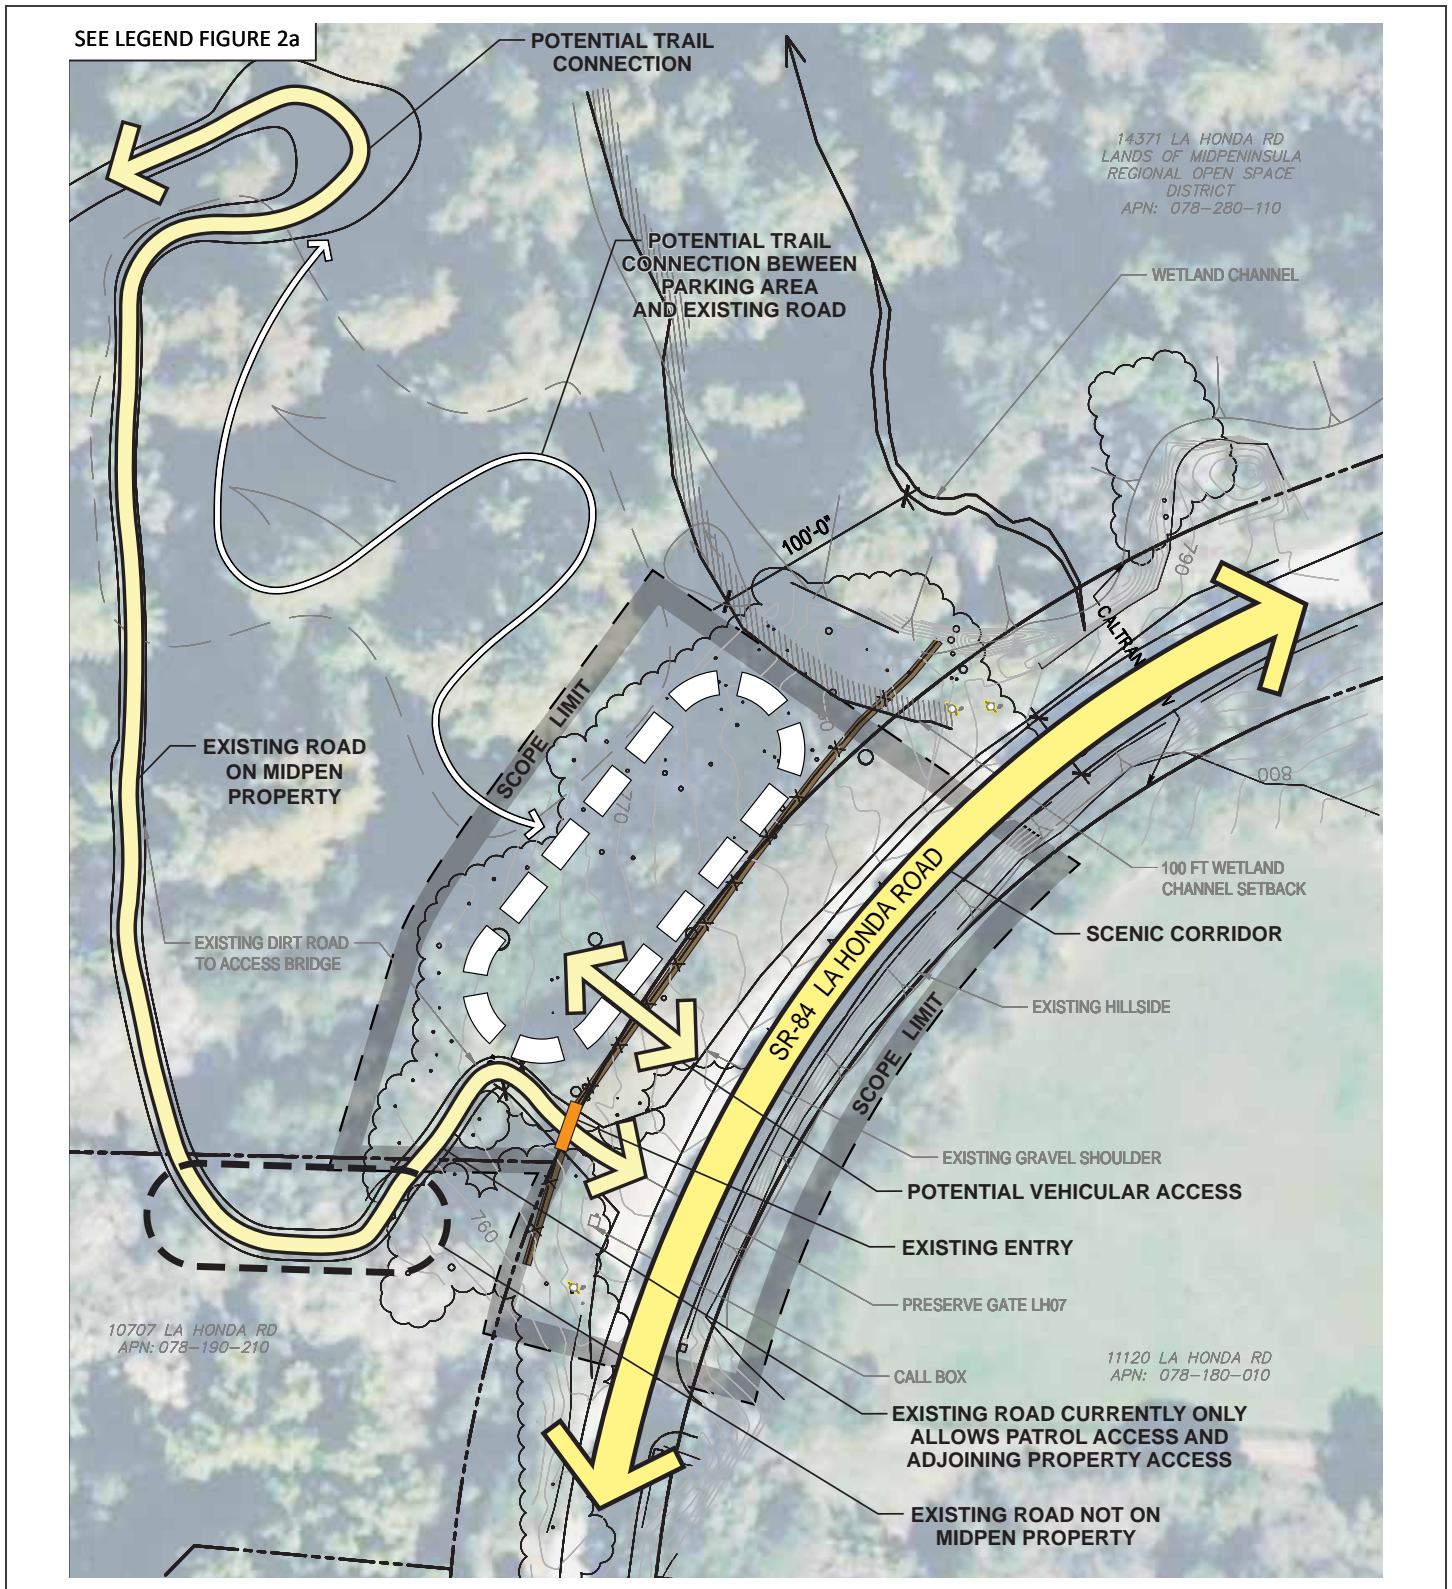 SEE LEGEND FIGURE 2a
POTENTIAL TRAIL
CONNECTION
14371 LA HONDA RD
LANDS OF MIDPENINSULA
REGIONAL OPEN SPACE
DISTRICT
APN: 078-280-110
POTENTIAL TRAIL
CONNECTION BEWEEN
PARKING AREA
AND EXISTING ROAD
WETLAND CHANNEL
100'-0"
790
CALTRAN
SCOPE LIMIT
EXISTING ROAD
ON MIDPEN
PROPERTY
770
800
100 FT WETLAND
CHANNEL SETBACK
SR-84 LA HONDA ROAD
SCENIC CORRIDOR
EXISTING DIRT ROAD
TO ACCESS BRIDGE
EXISTING HILLSIDE
SCOPE LIMIT
EXISTING GRAVEL SHOULDER
POTENTIAL VEHICULAR ACCESS
760
EXISTING ENTRY
PRESERVE GATE LH07
10707 LA HONDA RD
APN: 078-190-210
11120 LA HONDA RD
APN: 078-180-010
CALL BOX
EXISTING ROAD CURRENTLY ONLY
ALLOWS PATROL ACCESS AND
ADJOINING PROPERTY ACCESS
EXISTING ROAD NOT ON
MIDPEN PROPERTY